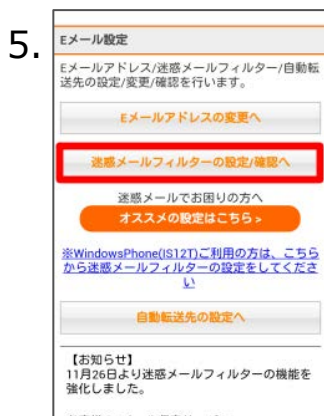 5.
Eメール設定
Eメールアドレス/迷惑メールフィルター/自動転
送先の設定/変更/確認を行います。
Eメールアドレスの変更へ
迷惑メールフィルターの設定/確認へ
迷惑メールでお困りの方へ
オススメの設定はこちら>
※WindowsPhone(IS12T)ご利用の方は、こちら
から迷惑メールフィルターの設定をしてくださ
い
自動転送先の設定へ
【お知らせ】
11月26日より迷惑メールフィルターの機能を
強化しました。